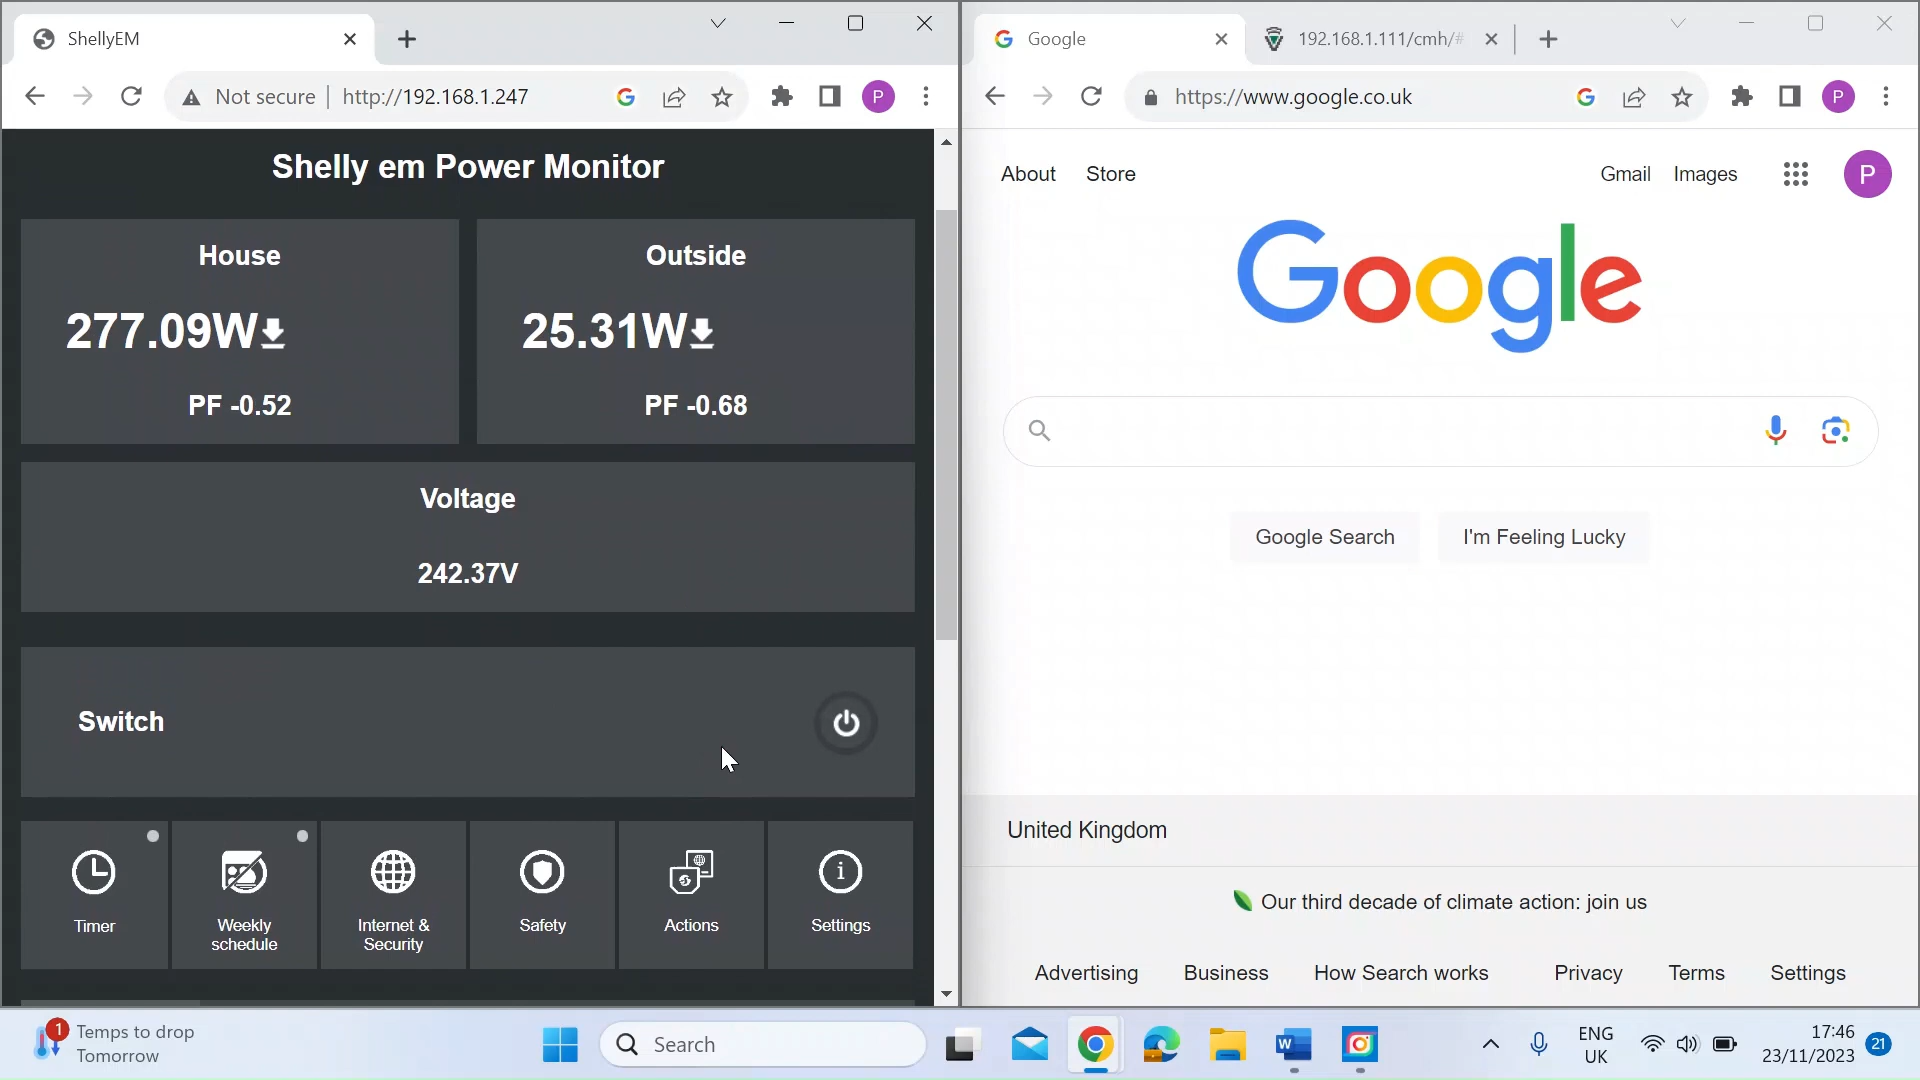 ShellyEM
Not secure
http://192.168.1.247
P
Shelly em Power Monitor
House
277.09W
PF -0.52
Outside
25.31W
PF -0.68
Voltage
242.37V
Switch
Timer
Weekly
schedule
Internet &
Security
Safety
Actions
Settings
Google
192.168.1.111/cmh/#
https://www.google.co.uk
P
About
Store
Gmail
Images
P
Google
Google Search
I'm Feeling Lucky
United Kingdom
Our third decade of climate action: join us
Advertising
Business
How Search works
Privacy
Terms
Settings
1
Temps to drop
Tomorrow
Search
W
ENG
UK
17:46
23/11/2023
21